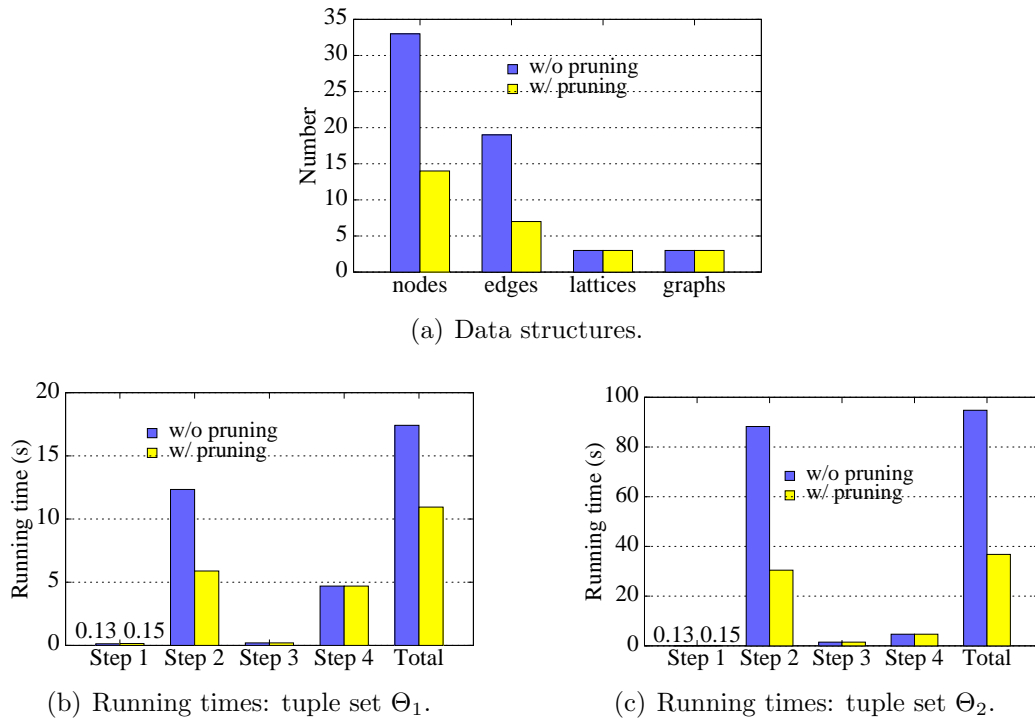 35
30
25
20
15
10
5
0
Number
w/o pruning
w/ pruning
nodes edges lattices graphs
(a) Data structures.
20
15
10
5
0
Running time (s)
w/o pruning
w/ pruning
0.13 0.15
Step 1 Step 2 Step 3 Step 4 Total
(b) Running times: tuple set Θ₁.
100
80
60
40
20
0
Running time (s)
w/o pruning
w/ pruning
0.13 0.15
Step 1 Step 2 Step 3 Step 4 Total
(c) Running times: tuple set Θ₂.